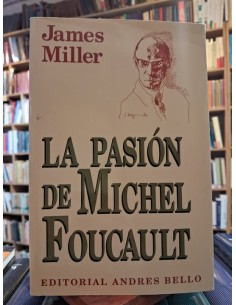 James
Miller
LA PASIÓN
DE MICHEL
FOUCAULT
EDITORIAL ANDRES BELLO